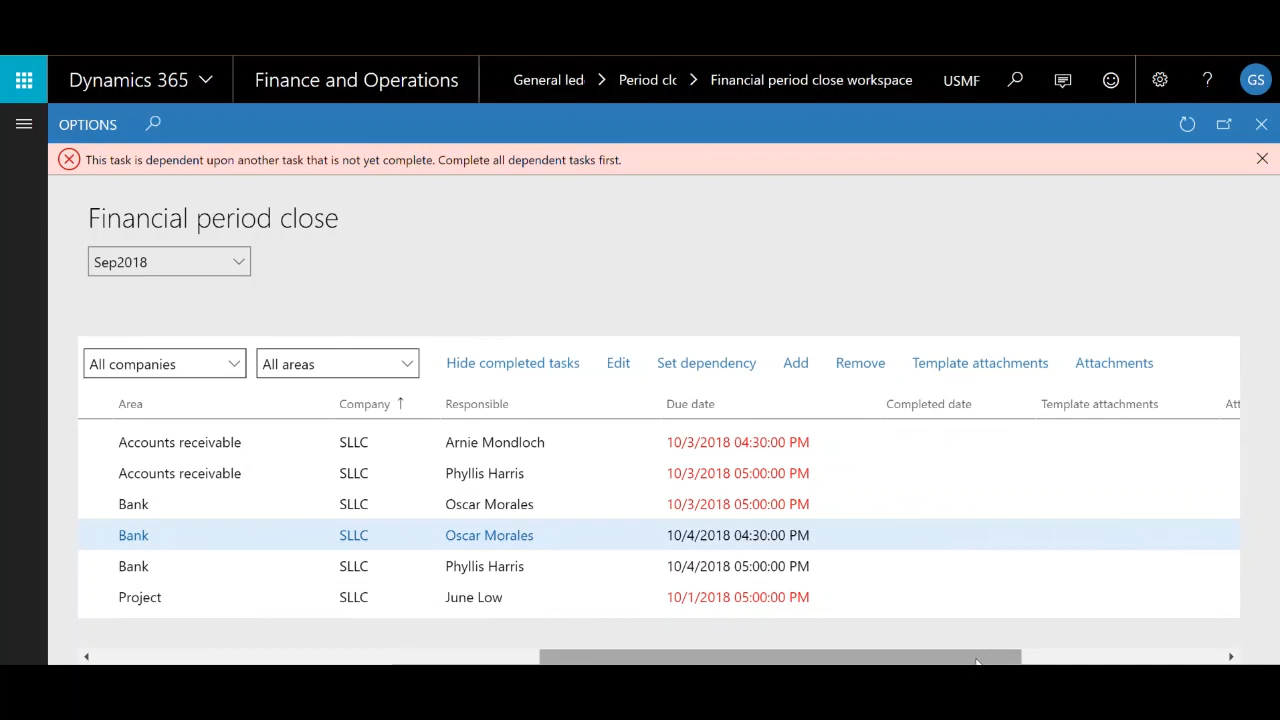 Dynamics 365 Finance and Operations General led Period clo Financial period close workspace USMF ? GS
OPTIONS
This task is dependent upon another task that is not yet complete. Complete all dependent tasks first.
Financial period close
Sep2018
All companies All areas Hide completed tasks Edit Set dependency Add Remove Template attachments Attachments
Area Company Responsible Due date Completed date Template attachments Att
Accounts receivable SLLC Arnie Mondloch 10/3/2018 04:30:00 PM
Accounts receivable SLLC Phyllis Harris 10/3/2018 05:00:00 PM
Bank SLLC Oscar Morales 10/3/2018 05:00:00 PM
Bank SLLC Oscar Morales 10/4/2018 04:30:00 PM
Bank SLLC Phyllis Harris 10/4/2018 05:00:00 PM
Project SLLC June Low 10/1/2018 05:00:00 PM